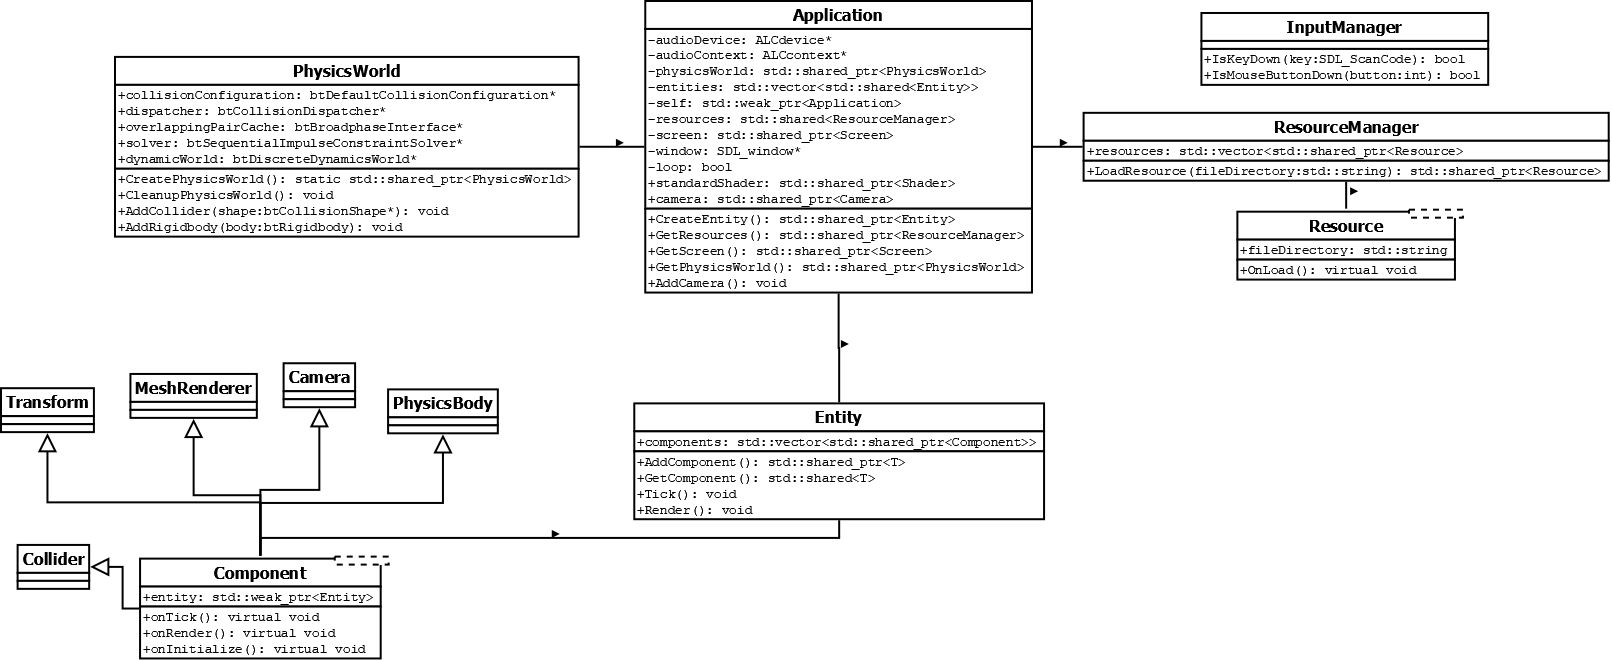 Application
-audioDevice: ALCdevice*
-audioContext: ALCcontext*
-physicsWorld: std::shared_ptr<PhysicsWorld>
-entities: std::vector<std::shared<Entity>>
-self: std::weak_ptr<Application>
-resources: std::shared<ResourceManager>
-screen: std::shared_ptr<Screen>
-window: SDL_window*
-loop: bool
+standardShader: std::shared_ptr<Shader>
+camera: std::shared_ptr<Camera>
+CreateEntity(): std::shared_ptr<Entity>
+GetResources(): std::shared_ptr<ResourceManager>
+GetScreen(): std::shared_ptr<Screen>
+GetPhysicsWorld(): std::shared_ptr<PhysicsWorld>
+AddCamera(): void
InputManager
+IsKeyDown(key:SDL_ScanCode): bool
+IsMouseButtonDown(button:int): bool
PhysicsWorld
+collisionConfiguration: btDefaultCollisionConfiguration*
+dispatcher: btCollisionDispatcher*
+overlappingPairCache: btBroadphaseInterface*
+solver: btSequentialImpulseConstraintSolver*
+dynamicWorld: btDiscreteDynamicsWorld*
+CreatePhysicsWorld(): static std::shared_ptr<PhysicsWorld>
+CleanupPhysicsWorld(): void
+AddCollider(shape:btCollisionShape*): void
+AddRigidbody(body:btRigidbody): void
ResourceManager
+resources: std::vector<std::shared_ptr<Resource>
+LoadResource(fileDirectory:std::string): std::shared_ptr<Resource>
Resource
+fileDirectory: std::string
+OnLoad(): virtual void
Transform
MeshRenderer
Camera
PhysicsBody
Entity
+components: std::vector<std::shared_ptr<Component>>
+AddComponent(): std::shared_ptr<T>
+GetComponent(): std::shared<T>
+Tick(): void
+Render(): void
Collider
Component
+entity: std::weak_ptr<Entity>
+onTick(): virtual void
+onRender(): virtual void
+onInitialize(): virtual void